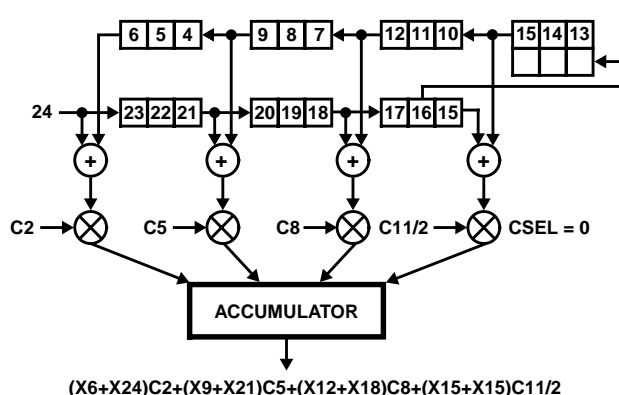 6 5 4 9 8 7 12 11 10 15 14 13
24 23 22 21 20 19 18 17 16 15
+ + + +
C2 C5 C8 C11/2 CSEL = 0
ACCUMULATOR
(X6+X24)C2+(X9+X21)C5+(X12+X18)C8+(X15+X15)C11/2